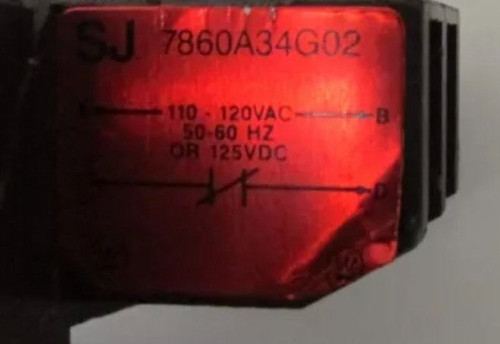 SJ 7860A34G02
110 - 120VAC B
50-60 HZ
OR 125VDC
D